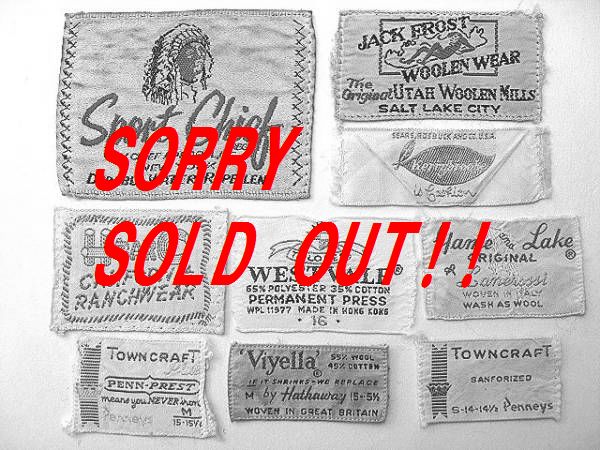 Sport Chief
JACK FROST
WOOLEN WEAR
The
Original UTAH WOOLEN MILLS
SALT LAKE CITY
SEARS, ROEBUCK AND CO. U.S.A.
SORRY
SOLD OUT!!
H
RANCHWEAR
65% POLYESTER 35% COTTON
PERMANENT PRESS
WPL 11977 MADE IN HONG KONG
16
Lake
ORIGINAL
WOVEN IN ITALY
WASH AS WOOL
TOWNCRAFT
Plus
PENN-PREST
means you NEVER iron
M
Penneys 15-15½
'Viyella' 55% WOOL
45% COTTON
IF IT SHRINKS-WE REPLACE
M by Hathaway 15-5½
WOVEN IN GREAT BRITAIN
TOWNCRAFT
SANFORIZED
S-14-14½ Penneys